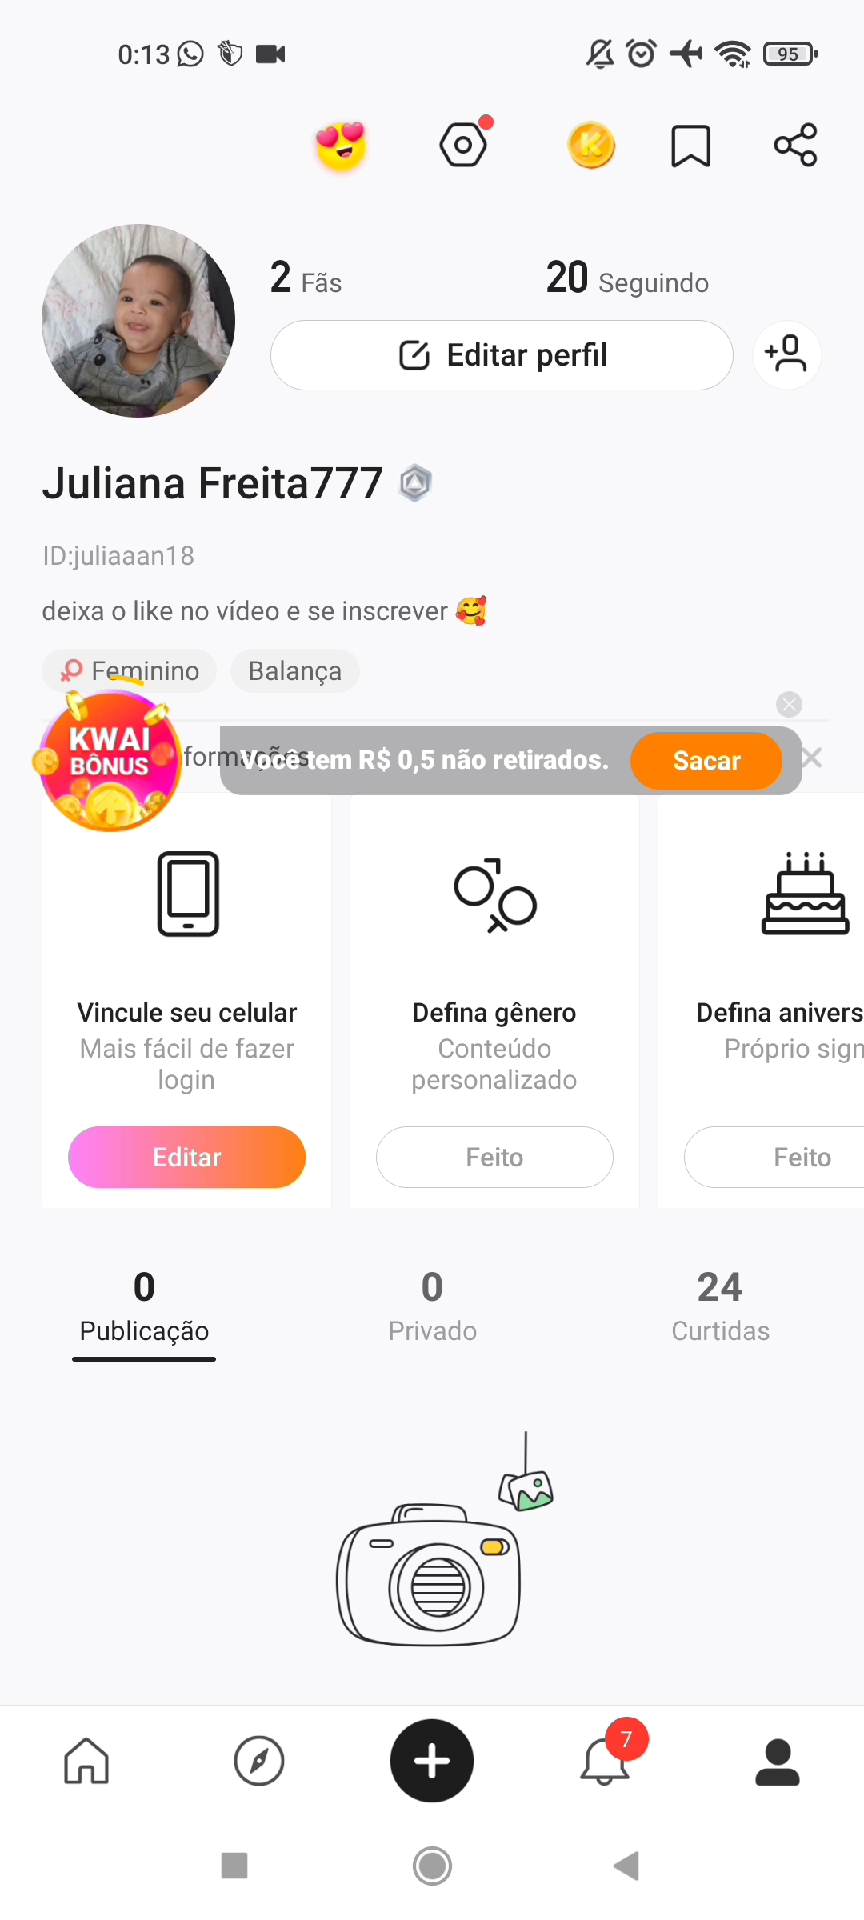 0:13
95
2 Fãs
20 Seguindo
Editar perfil
Juliana Freita777
ID:juliaaan18
deixa o like no vídeo e se inscrever
Feminino
Balança
KWAI
BÔNUS
formações
Você tem R$ 0,5 não retirados.
Sacar
Vincule seu celular
Mais fácil de fazer
login
Editar
Defina gênero
Conteúdo
personalizado
Feito
Defina anivers
Próprio sign
Feito
0
Publicação
0
Privado
24
Curtidas
7